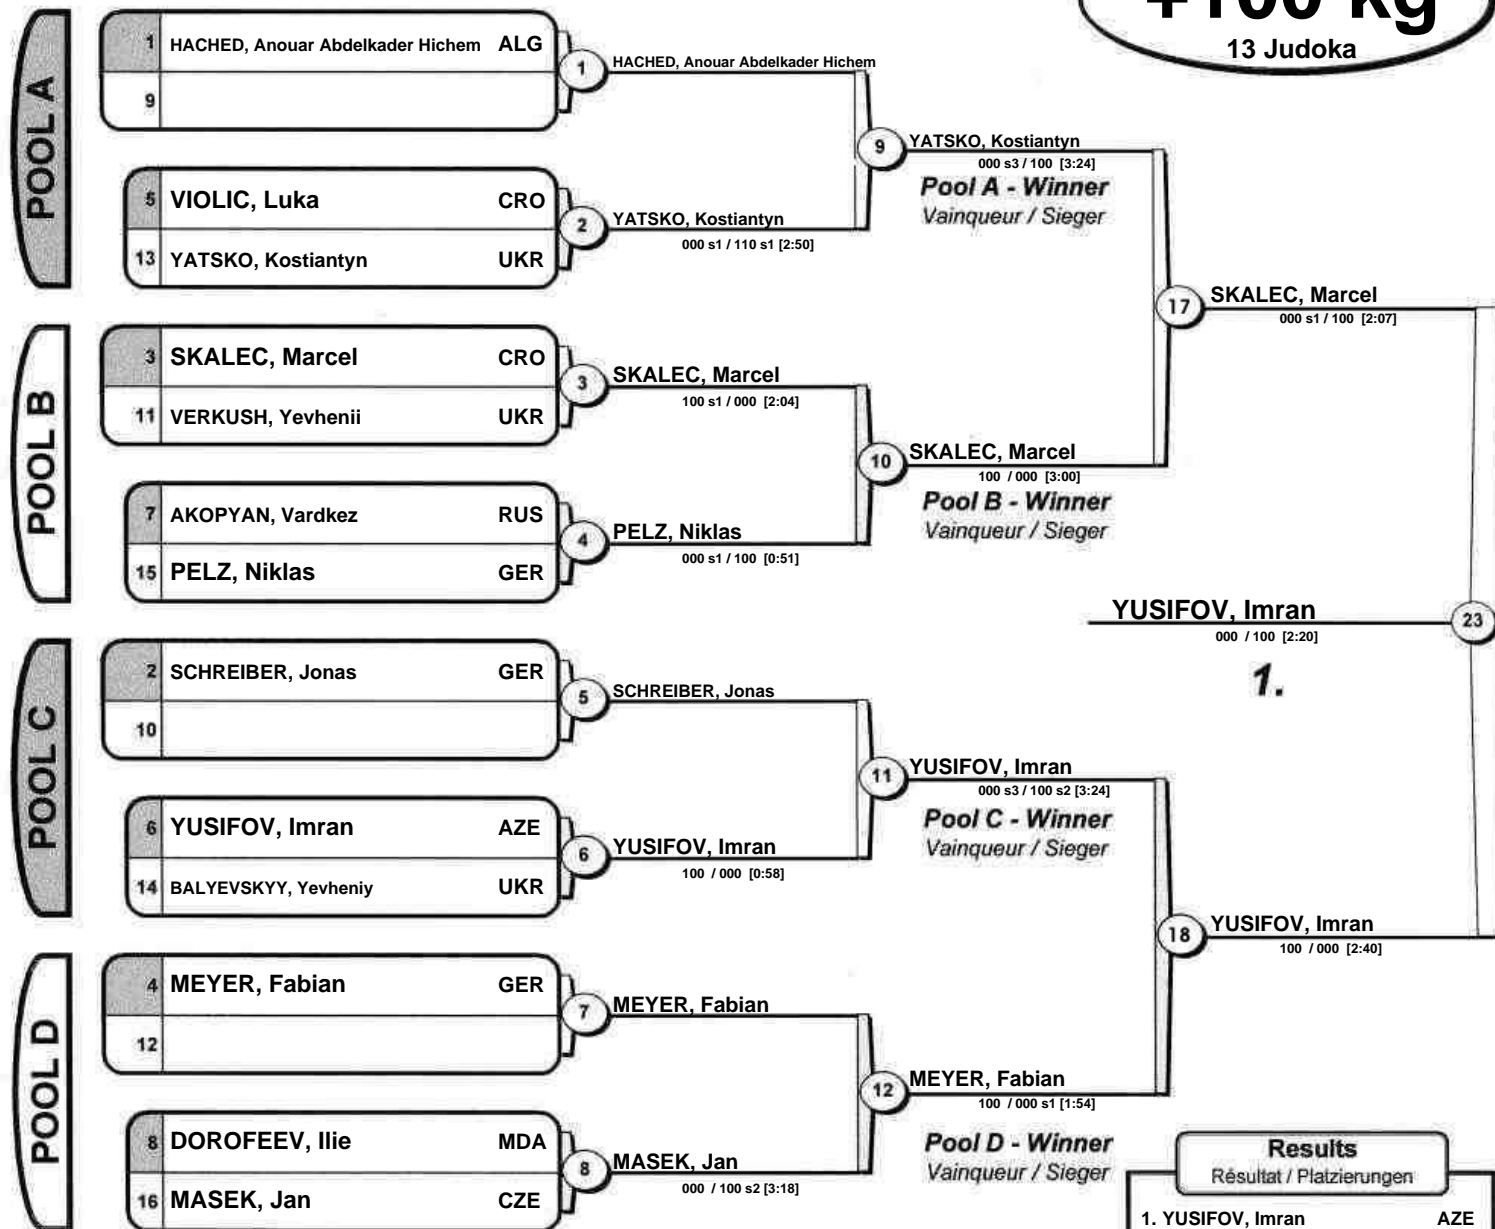 +100 kg
13 Judoka
POOL A
1 HACHED, Anouar Abdelkader Hichem ALG
9
1
HACHED, Anouar Abdelkader Hichem
5 VIOLIC, Luka CRO
13 YATSKO, Kostiantyn UKR
2
YATSKO, Kostiantyn
000 s1 / 110 s1 [2:50]
9
YATSKO, Kostiantyn
000 s3 / 100 [3:24]
Pool A - Winner
Vainqueur / Sieger
POOL B
3 SKALEC, Marcel CRO
11 VERKUSH, Yevhenii UKR
3
SKALEC, Marcel
100 s1 / 000 [2:04]
7 AKOPYAN, Vardkez RUS
15 PELZ, Niklas GER
4
PELZ, Niklas
000 s1 / 100 [0:51]
10
SKALEC, Marcel
100 / 000 [3:00]
Pool B - Winner
Vainqueur / Sieger
17
SKALEC, Marcel
000 s1 / 100 [2:07]
YUSIFOV, Imran
23
000 / 100 [2:20]
1.
POOL C
2 SCHREIBER, Jonas GER
10
5
SCHREIBER, Jonas
6 YUSIFOV, Imran AZE
14 BALYEVSKYY, Yevheniy UKR
6
YUSIFOV, Imran
100 / 000 [0:58]
11
YUSIFOV, Imran
000 s3 / 100 s2 [3:24]
Pool C - Winner
Vainqueur / Sieger
18
YUSIFOV, Imran
100 / 000 [2:40]
POOL D
4 MEYER, Fabian GER
12
7
MEYER, Fabian
8 DOROFEEV, Ilie MDA
16 MASEK, Jan CZE
8
MASEK, Jan
000 / 100 s2 [3:18]
12
MEYER, Fabian
100 / 000 s1 [1:54]
Pool D - Winner
Vainqueur / Sieger
Results
Résultat / Platzierungen
1. YUSIFOV, Imran AZE